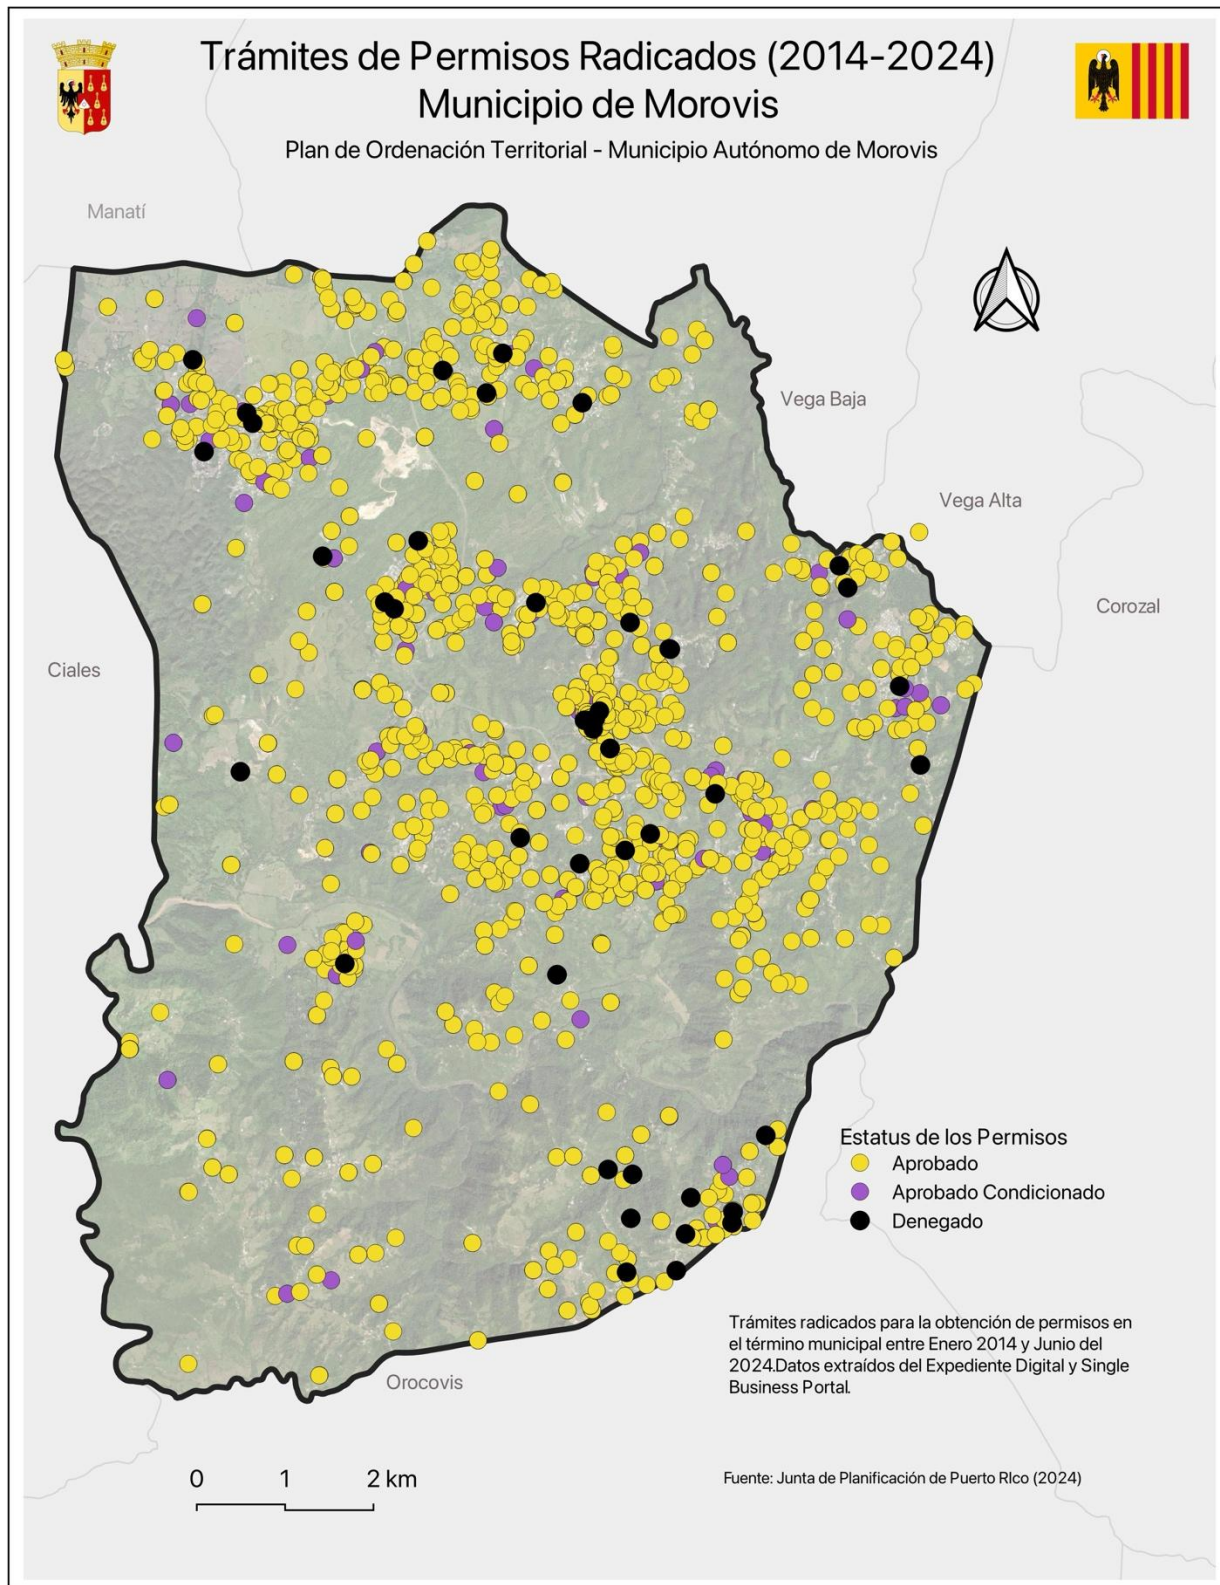 Trámites de Permisos Radicados (2014-2024)
Municipio de Morovis
Plan de Ordenación Territorial - Municipio Autónomo de Morovis
Manatí
Vega Baja
Vega Alta
Corozal
Ciales
Estatus de los Permisos
Aprobado
Aprobado Condicionado
Denegado
Trámites radicados para la obtención de permisos en
el término municipal entre Enero 2014 y Junio del
2024.Datos extraídos del Expediente Digital y Single
Business Portal.
Orocovis
0 1 2 km
Fuente: Junta de Planificación de Puerto RIco (2024)